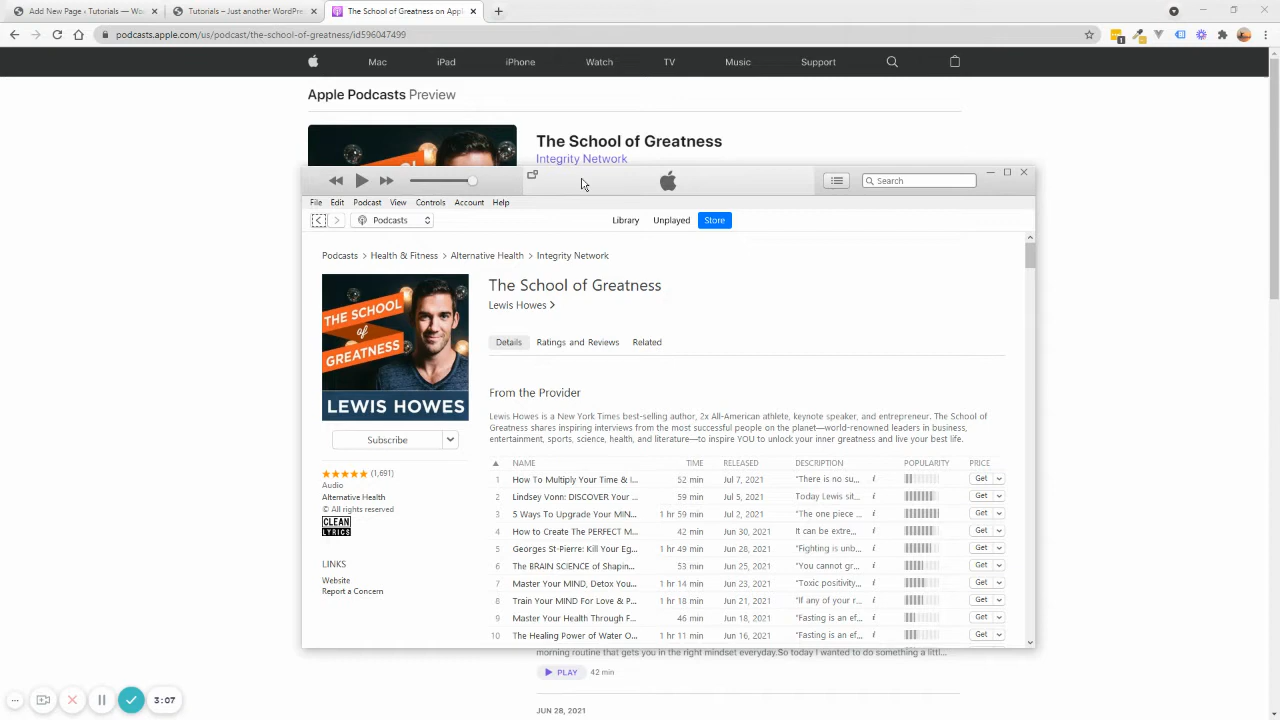 Add New Page ‹ Tutorials — Wo
Tutorials – Just another WordPre
The School of Greatness on Appl
podcasts.apple.com/us/podcast/the-school-of-greatness/id596047499
1
Mac iPad iPhone Watch TV Music Support
Apple Podcasts Preview
The School of Greatness
Integrity Network
Search
File Edit Podcast View Controls Account Help
Podcasts Library Unplayed Store
Podcasts > Health & Fitness > Alternative Health > Integrity Network
The School of Greatness
Lewis Howes >
THE SCHOOL
of
GREATNESS
LEWIS HOWES
Details Ratings and Reviews Related
From the Provider
Lewis Howes is a New York Times best-selling author, 2x All-American athlete, keynote speaker, and entrepreneur. The School of
Greatness shares inspiring interviews from the most successful people on the planet—world-renowned leaders in business,
entertainment, sports, science, health, and literature—to inspire YOU to unlock your inner greatness and live your best life.
Subscribe
(1,691)
Audio
Alternative Health
© All rights reserved
CLEAN
LYRICS
LINKS
Website
Report a Concern
NAME TIME RELEASED DESCRIPTION POPULARITY PRICE
1 How To Multiply Your Time & I... 52 min Jul 7, 2021 "There is no su... i Get
2 Lindsey Vonn: DISCOVER Your ... 59 min Jul 5, 2021 Today Lewis sit... i Get
3 5 Ways To Upgrade Your MIN... 1 hr 59 min Jul 2, 2021 "The one piece ... i Get
4 How to Create The PERFECT M... 42 min Jun 30, 2021 It can be extre... i Get
5 Georges St-Pierre: Kill Your Eg... 1 hr 49 min Jun 28, 2021 "Fighting is unb... i Get
6 The BRAIN SCIENCE of Shapin... 53 min Jun 25, 2021 "You cannot gr... i Get
7 Master Your MIND, Detox You... 1 hr 14 min Jun 23, 2021 "Toxic positivity... i Get
8 Train Your MIND For Love & P... 1 hr 18 min Jun 21, 2021 "If any of your r... i Get
9 Master Your Health Through F... 46 min Jun 18, 2021 "Fasting is an ef... i Get
10 The Healing Power of Water O... 1 hr 11 min Jun 16, 2021 "Fasting is an ef... i Get
morning routine that gets you in the right mindset everyday.So today I wanted to do something a littl...
PLAY 42 min
JUN 28, 2021
3:07